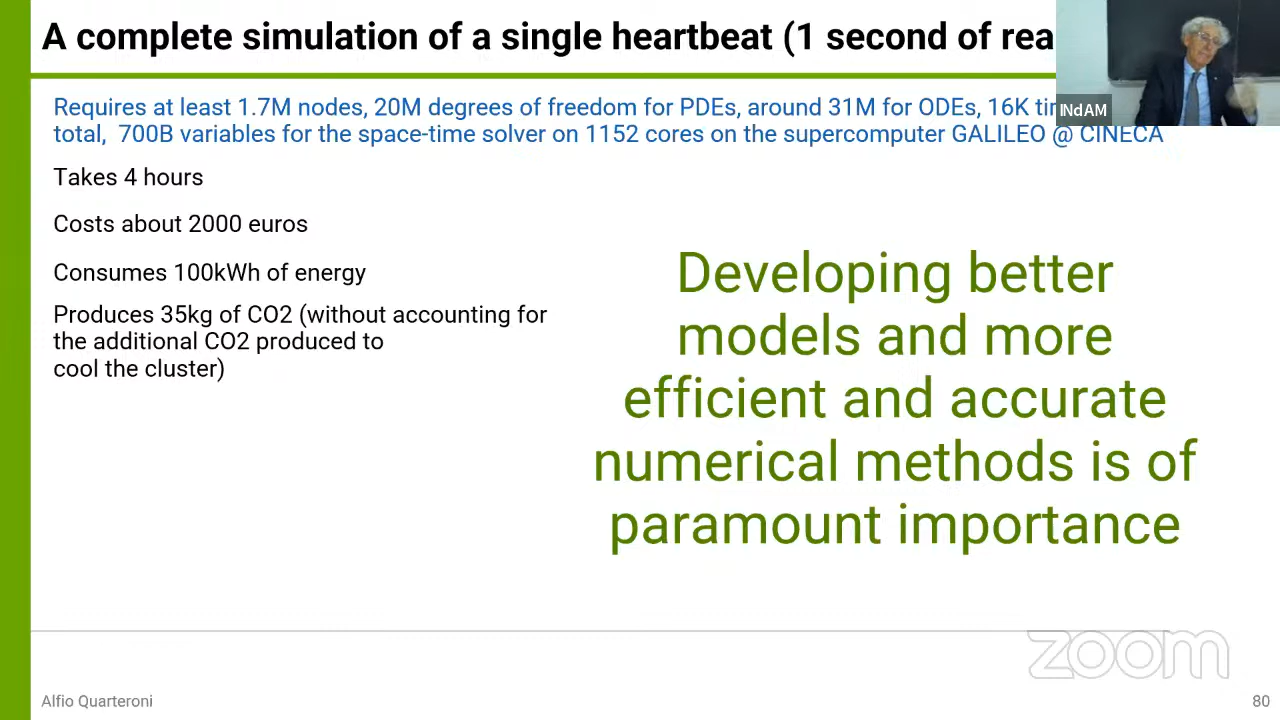 A complete simulation of a single heartbeat (1 second of
Requires at least 1.7M nodes, 20M degrees of freedom for PDEs, around 31M for ODEs, 16K
INdAM
total, 700B variables for the space-time solver on 1152 cores on the supercomputer GALILEO @ CINECA
Takes 4 hours
Costs about 2000 euros
Consumes 100kWh of energy
Produces 35kg of CO2 (without accounting for
the additional CO2 produced to
cool the cluster)
Developing better
models and more
efficient and accurate
numerical methods is of
paramount importance
zoom
Alfio Quarteroni
80